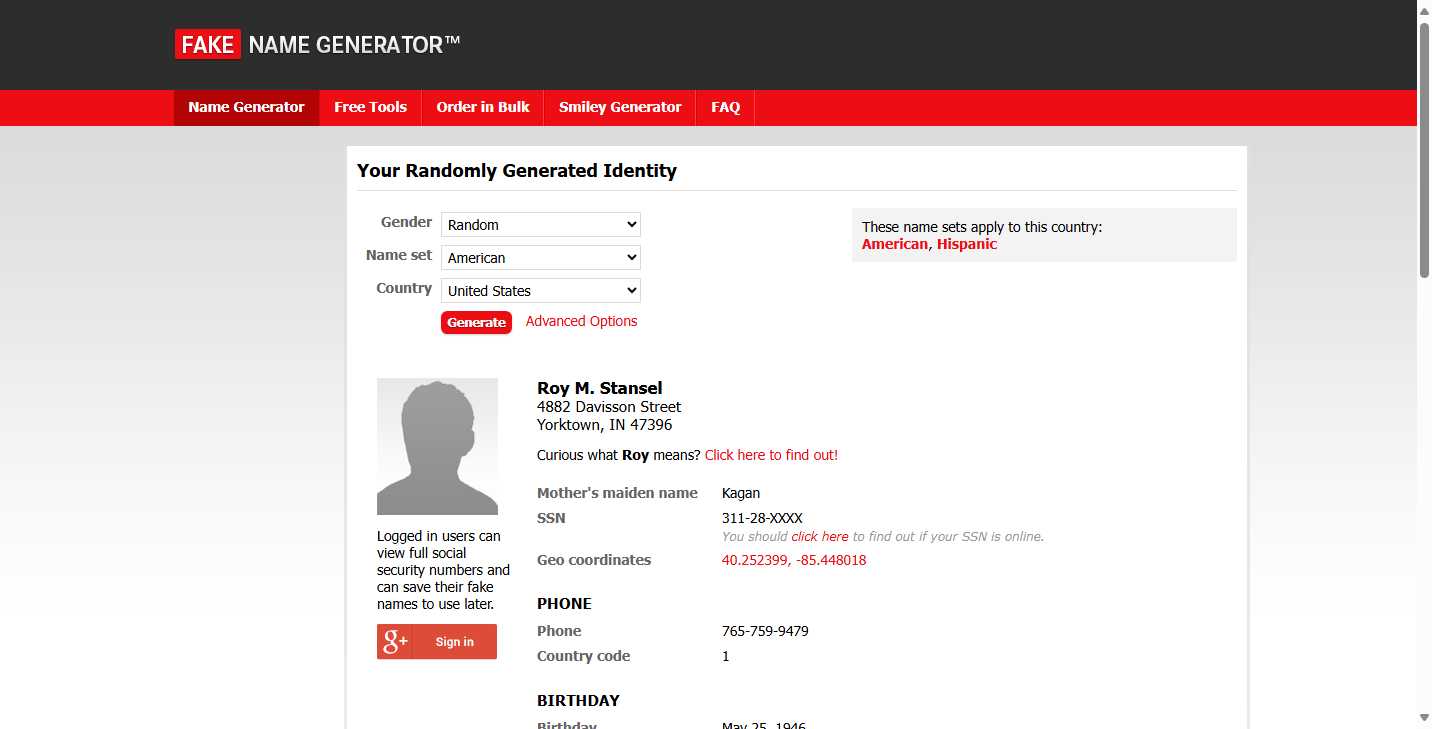 FAKE NAME GENERATOR™
Name Generator Free Tools Order in Bulk Smiley Generator FAQ
Your Randomly Generated Identity
Gender Random
Name set American
Country United States
Generate Advanced Options
These name sets apply to this country:
American, Hispanic
Roy M. Stansel
4882 Davisson Street
Yorktown, IN 47396
Curious what Roy means? Click here to find out!
Mother's maiden name Kagan
SSN 311-28-XXXX
You should click here to find out if your SSN is online.
Geo coordinates 40.252399, -85.448018
PHONE
Phone 765-759-9479
Country code 1
BIRTHDAY
Birthday May 25, 1946
Logged in users can
view full social
security numbers and
can save their fake
names to use later.
g+ Sign in